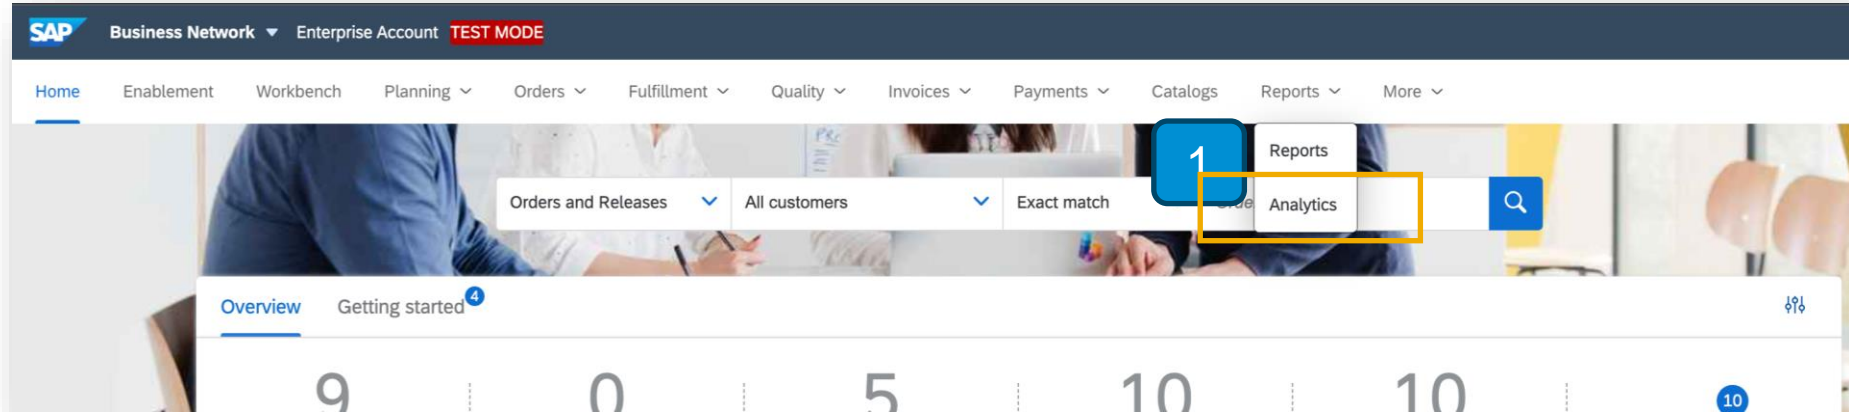 SAP Business Network Enterprise Account TEST MODE
Home Enablement Workbench Planning Orders Fulfillment Quality Invoices Payments Catalogs Reports More
1 Reports
Orders and Releases All customers Exact match Analytics
Overview Getting started 4
9 0 5 10 10 10